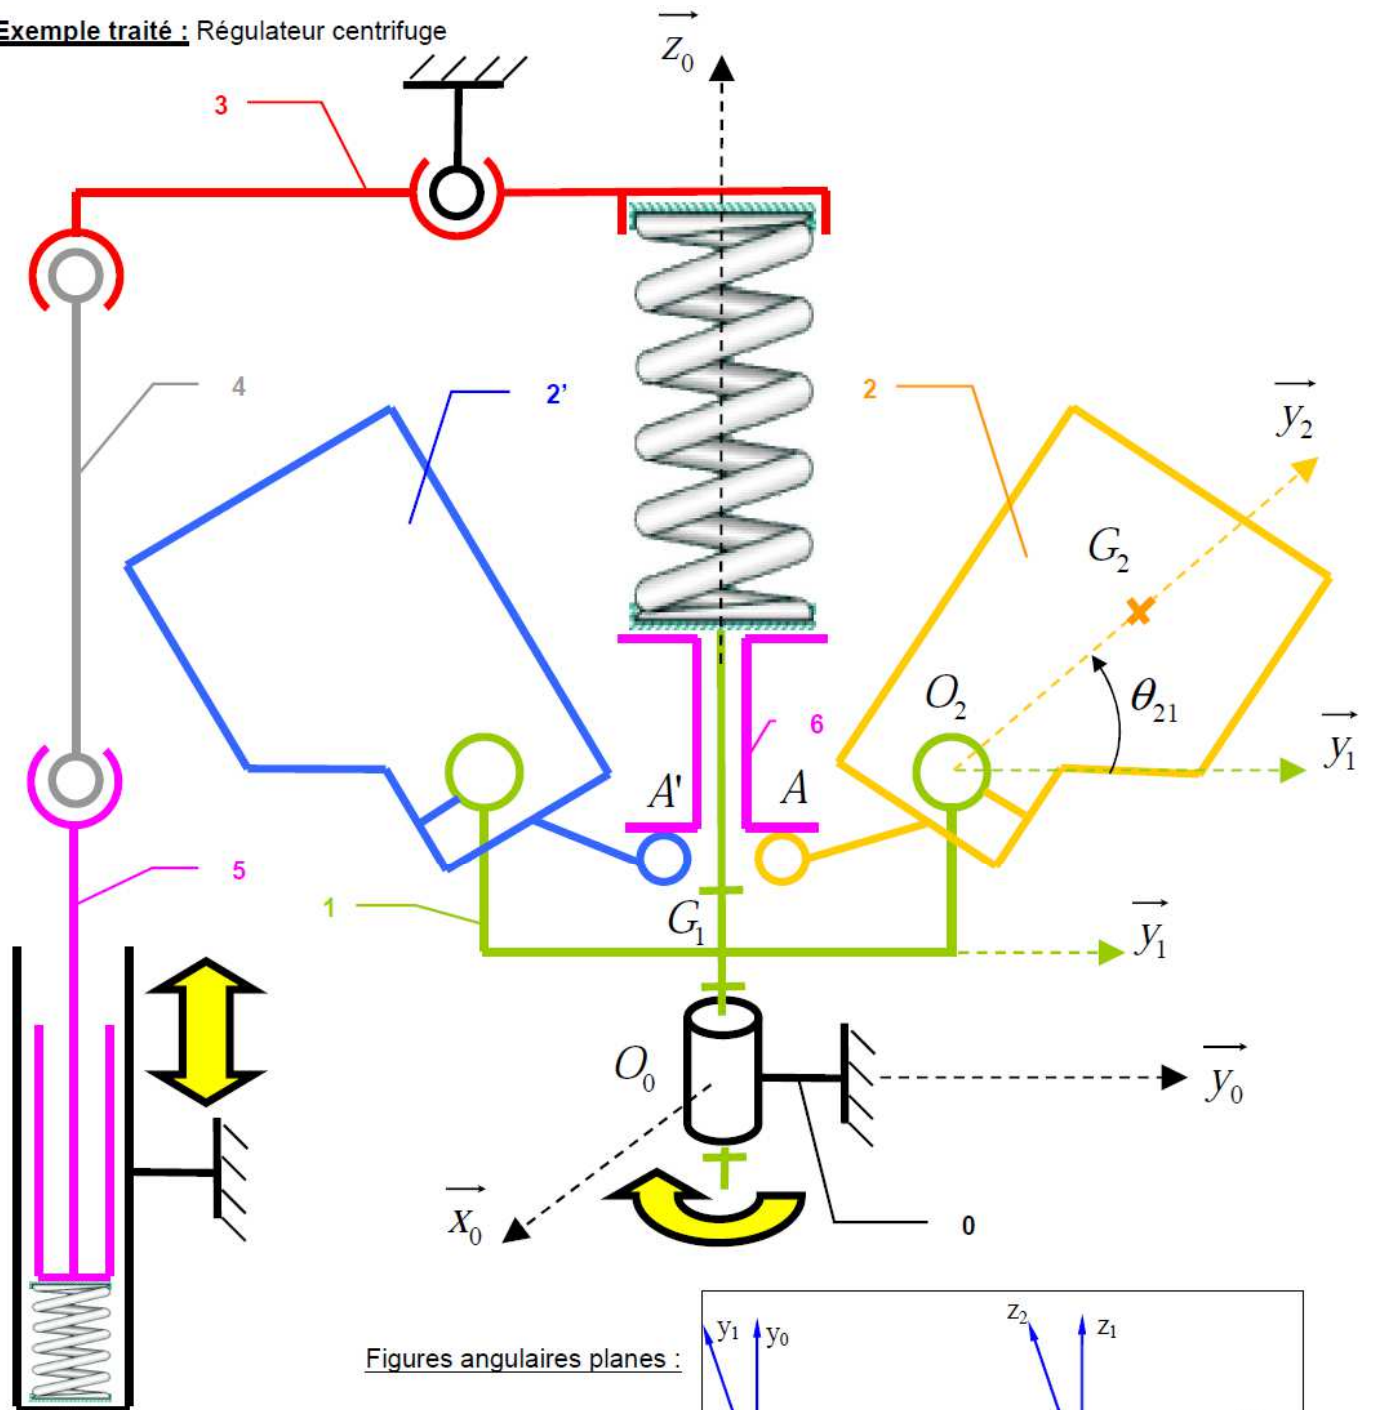 Exemple traité : Régulateur centrifuge
z₀
3
4
2'
2
y₂
G₂
O₂
θ₂₁
y₁
6
A'
A
5
1
G₁
y₁
O₀
y₀
x₀
0
Figures angulaires planes :
y₁ y₀
z₂ z₁